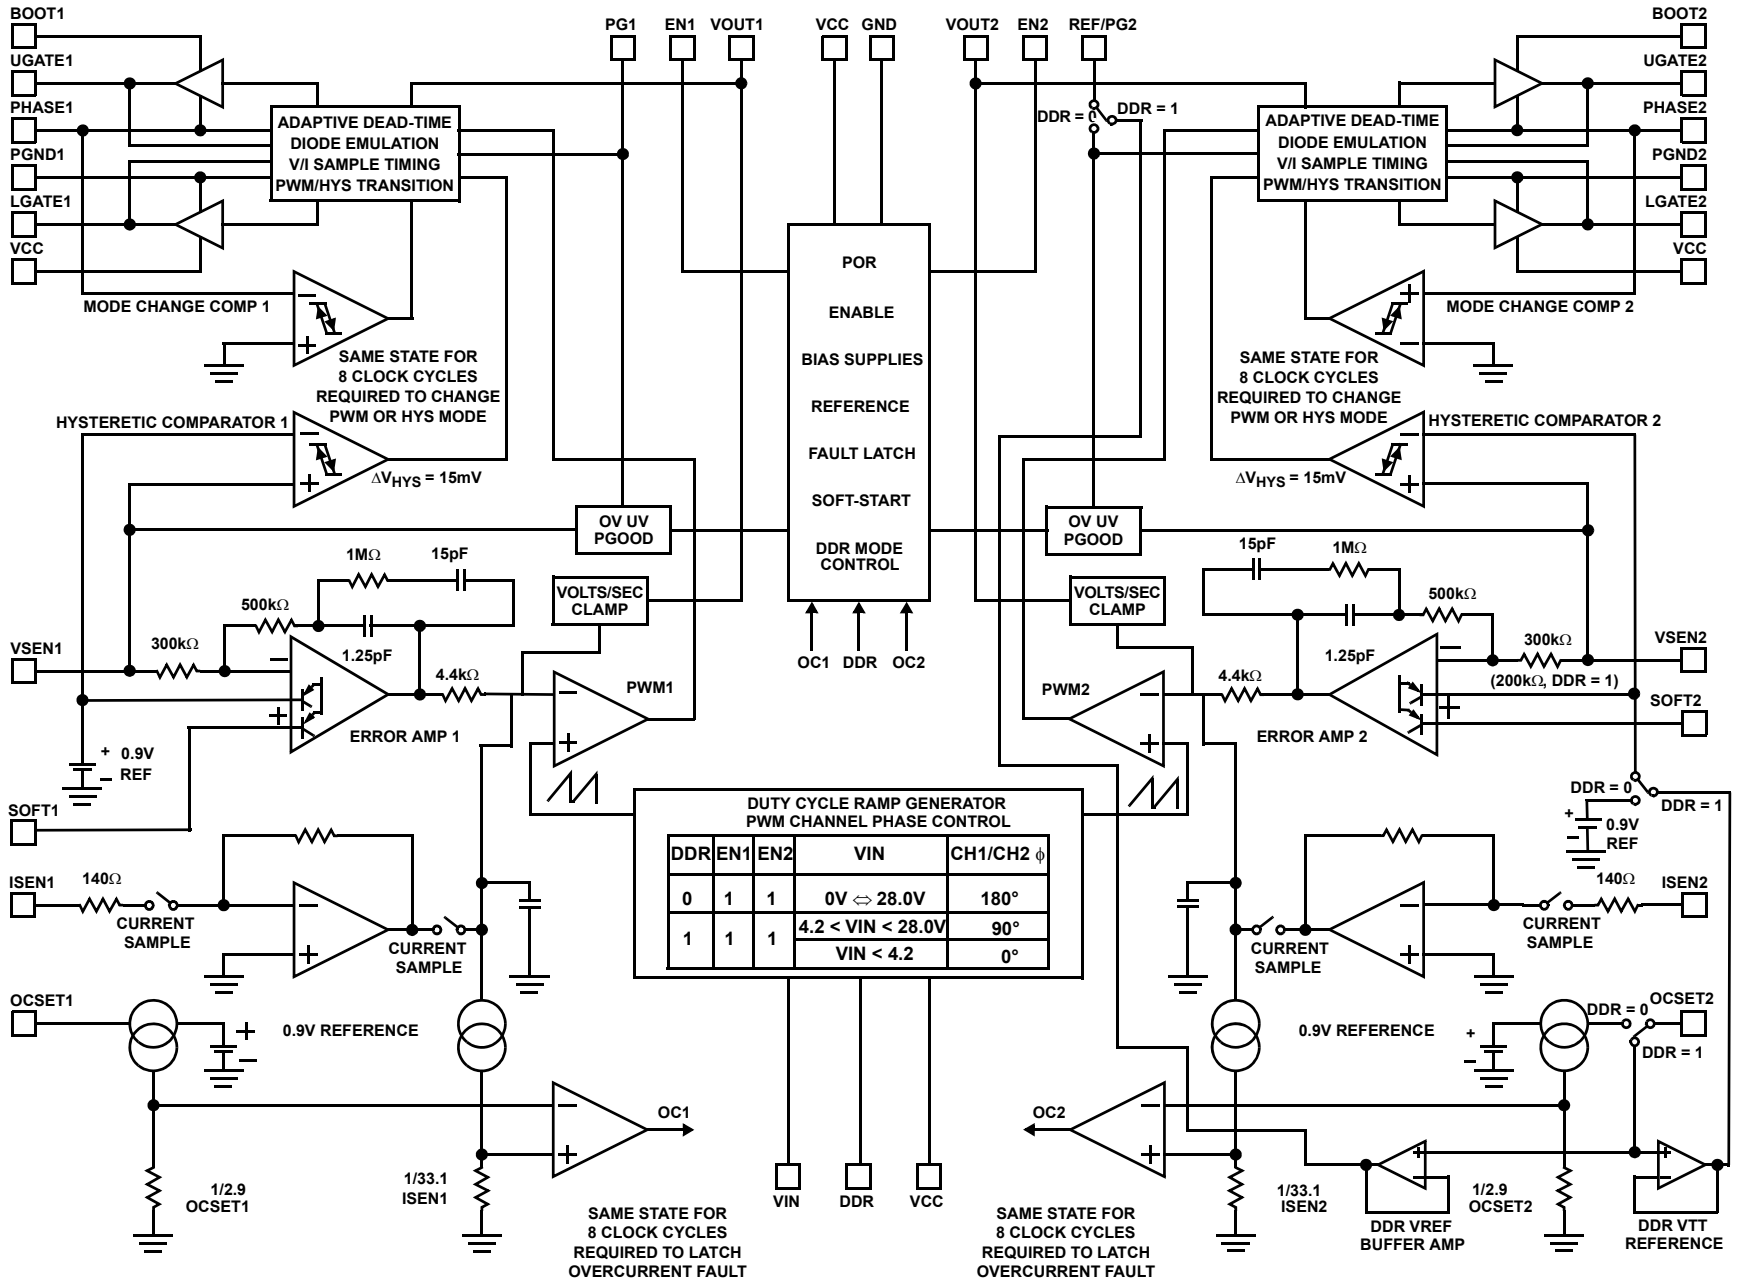 BOOT1
UGATE1
PHASE1
PGND1
LGATE1
VCC
PG1 EN1 VOUT1
VCC GND
VOUT2 EN2 REF/PG2
BOOT2
UGATE2
PHASE2
PGND2
LGATE2
VCC
ADAPTIVE DEAD-TIME
DIODE EMULATION
V/I SAMPLE TIMING
PWM/HYS TRANSITION
DDR = 0
DDR = 1
ADAPTIVE DEAD-TIME
DIODE EMULATION
V/I SAMPLE TIMING
PWM/HYS TRANSITION
MODE CHANGE COMP 1
−
+
SAME STATE FOR
8 CLOCK CYCLES
REQUIRED TO CHANGE
PWM OR HYS MODE
POR
ENABLE
BIAS SUPPLIES
REFERENCE
FAULT LATCH
SOFT-START
DDR MODE
CONTROL
OC1 DDR OC2
MODE CHANGE COMP 2
+
−
SAME STATE FOR
8 CLOCK CYCLES
REQUIRED TO CHANGE
PWM OR HYS MODE
HYSTERETIC COMPARATOR 1
−
+
ΔVHYS = 15mV
HYSTERETIC COMPARATOR 2
−
+
ΔVHYS = 15mV
OV UV
PGOOD
OV UV
PGOOD
1MΩ
15pF
500kΩ
300kΩ
1.25pF
VSEN1
VOLTS/SEC
CLAMP
4.4kΩ
−
+
ERROR AMP 1
PWM1
−
+
+ 0.9V
− REF
SOFT1
VOLTS/SEC
CLAMP
15pF
1MΩ
500kΩ
300kΩ
(200kΩ, DDR = 1)
1.25pF
VSEN2
SOFT2
4.4kΩ
−
+
ERROR AMP 2
PWM2
−
+
DDR = 0
DDR = 1
+ 0.9V
− REF
DUTY CYCLE RAMP GENERATOR
PWM CHANNEL PHASE CONTROL
DDR EN1 EN2 VIN CH1/CH2 ϕ
0 1 1 0V ⇔ 28.0V 180°
1 1 1 4.2 < VIN < 28.0V 90°
VIN < 4.2 0°
ISEN1
140Ω
CURRENT
SAMPLE
−
+
CURRENT
SAMPLE
ISEN2
140Ω
CURRENT
SAMPLE
−
+
CURRENT
SAMPLE
OCSET1
+
−
0.9V REFERENCE
0.9V REFERENCE
+
−
DDR = 0
OCSET2
DDR = 1
−
+
OC1
OC2
−
+
1/2.9
OCSET1
1/33.1
ISEN1
VIN DDR VCC
1/33.1
ISEN2
1/2.9
OCSET2
+
−
DDR VREF
BUFFER AMP
+
−
DDR VTT
REFERENCE
SAME STATE FOR
8 CLOCK CYCLES
REQUIRED TO LATCH
OVERCURRENT FAULT
SAME STATE FOR
8 CLOCK CYCLES
REQUIRED TO LATCH
OVERCURRENT FAULT